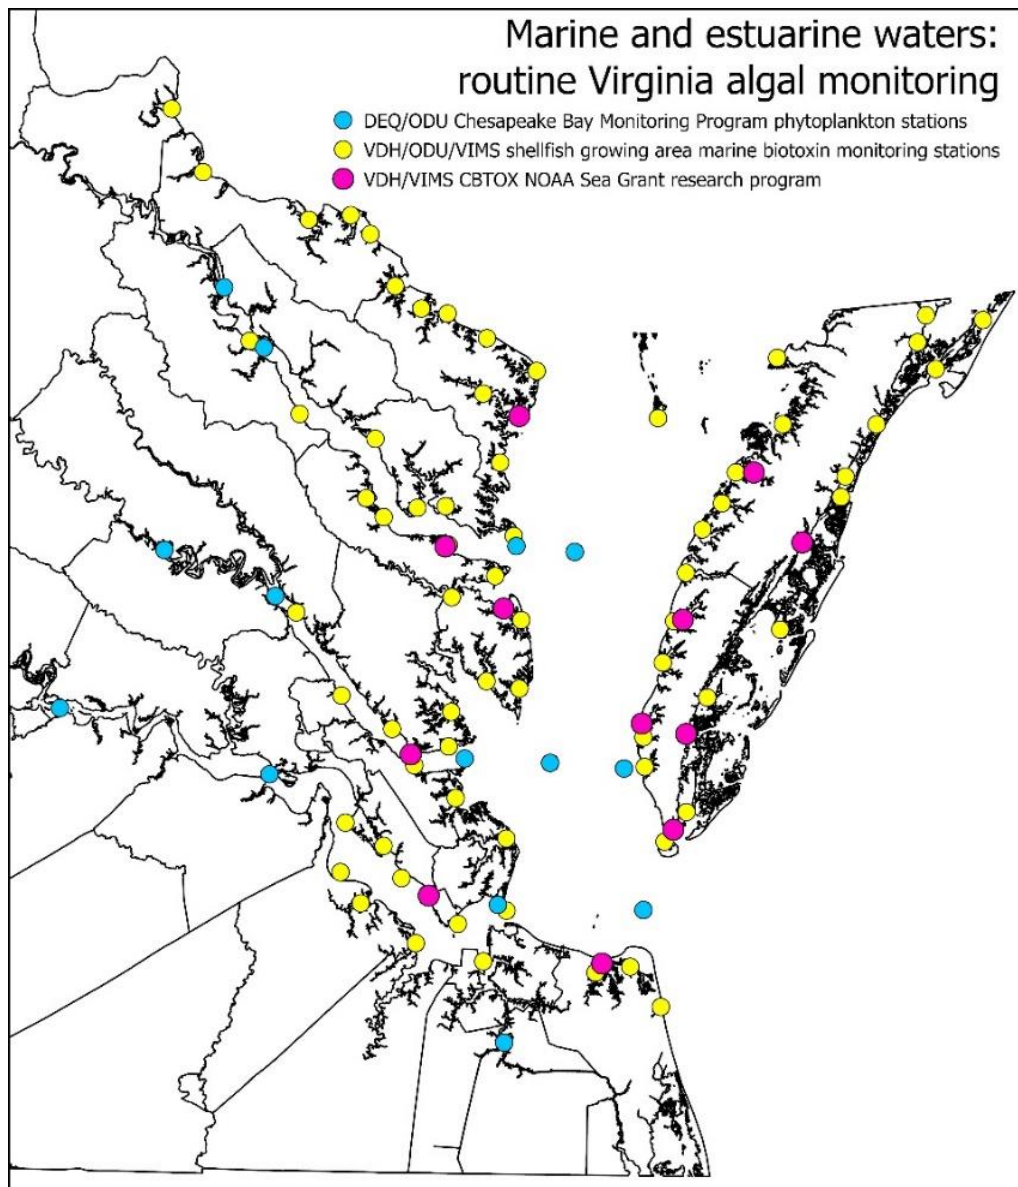 Marine and estuarine waters:
routine Virginia algal monitoring
DEQ/ODU Chesapeake Bay Monitoring Program phytoplankton stations
VDH/ODU/VIMS shellfish growing area marine biotoxin monitoring stations
VDH/VIMS CBTOX NOAA Sea Grant research program